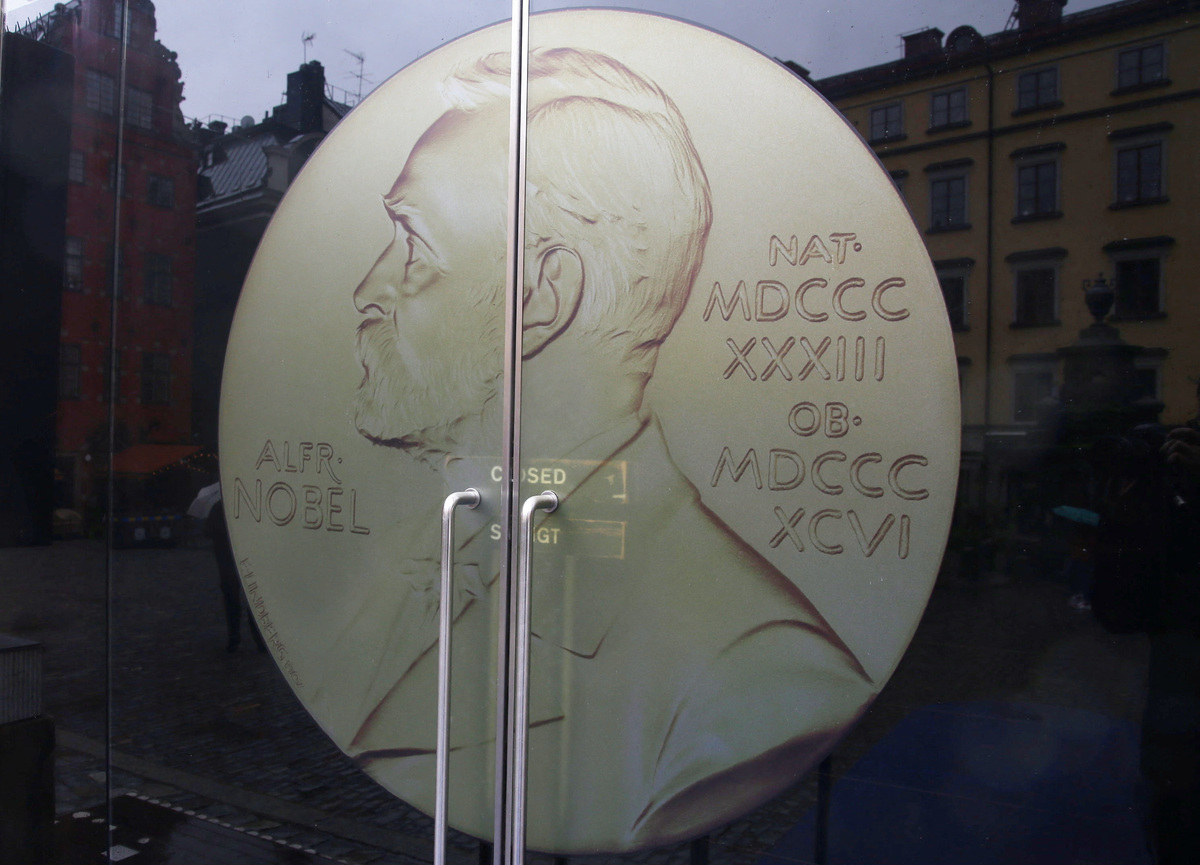 ALFR·
NOBEL
NAT·
MDCCC
XXXIII
OB·
MDCCC
XCVI
CLOSED